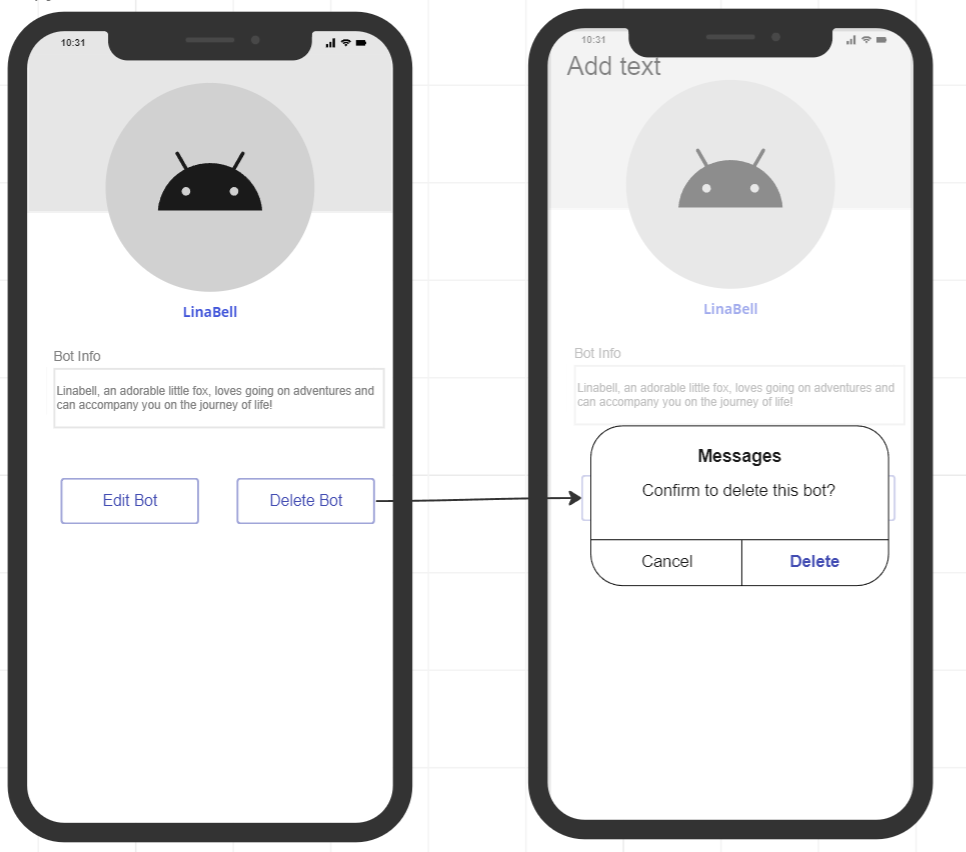 10:31
LinaBell
Bot Info
Linabell, an adorable little fox, loves going on adventures and
can accompany you on the journey of life!
Edit Bot
Delete Bot
10:31
Add text
LinaBell
Bot Info
Linabell, an adorable little fox, loves going on adventures and
can accompany you on the journey of life!
Messages
Confirm to delete this bot?
Cancel
Delete